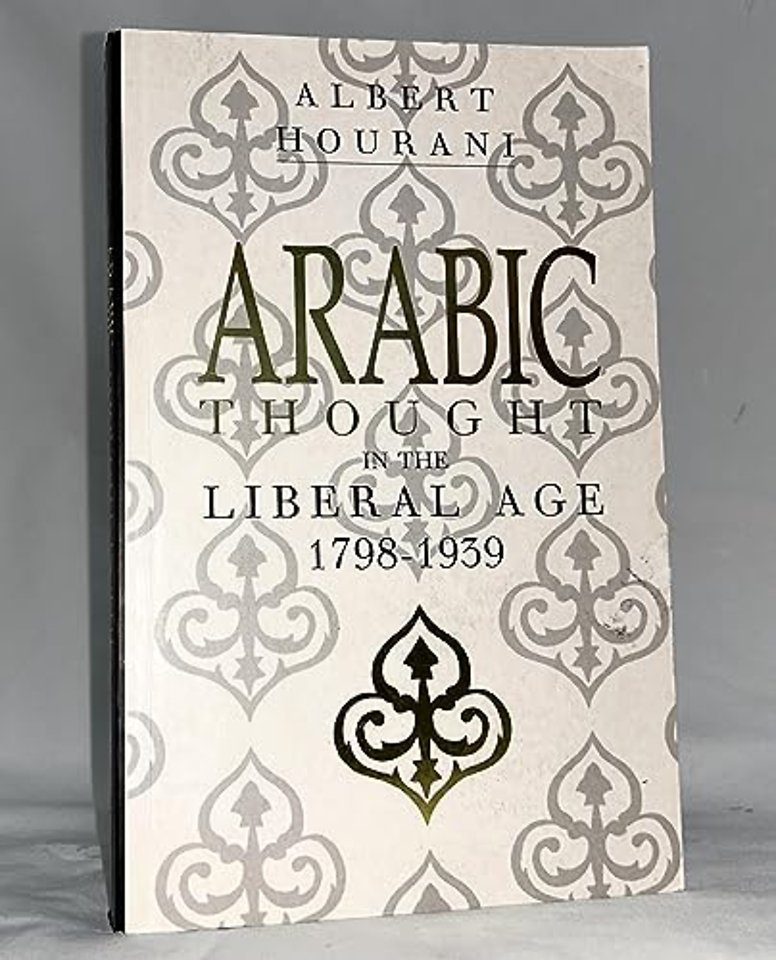 ALBERT
HOURANI
ARABIC
THOUGHT
IN THE
LIBERAL AGE
1798-1939